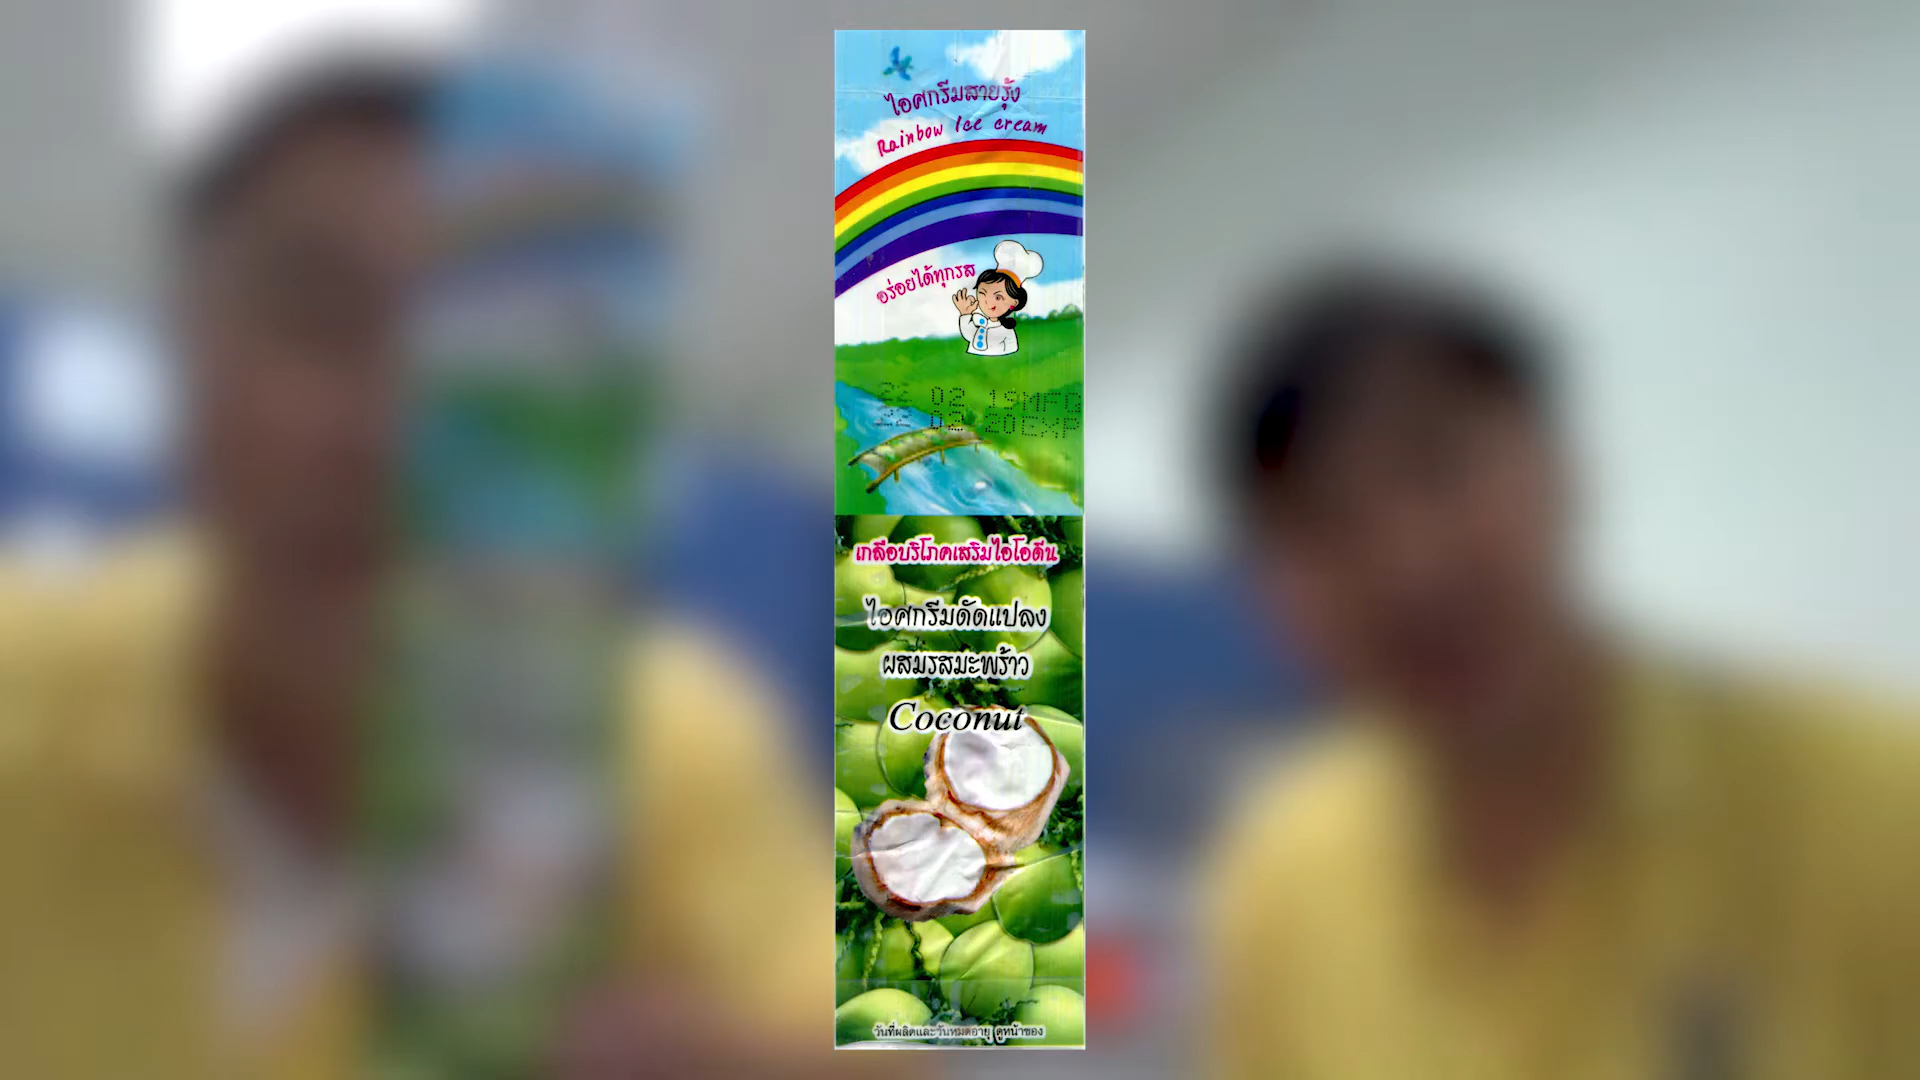 ไอศกรีมสายรุ้ง
Rainbow Ice cream
อร่อยได้ทุกรส
22 02 19MFG
22 02 20EXP
เกลือบริโภคเสริมไอโอดีน
ไอศกรีมดัดแปลง
ผสมรสมะพร้าว
Coconut
วันที่ผลิตและวันหมดอายุ ดูหน้าซอง